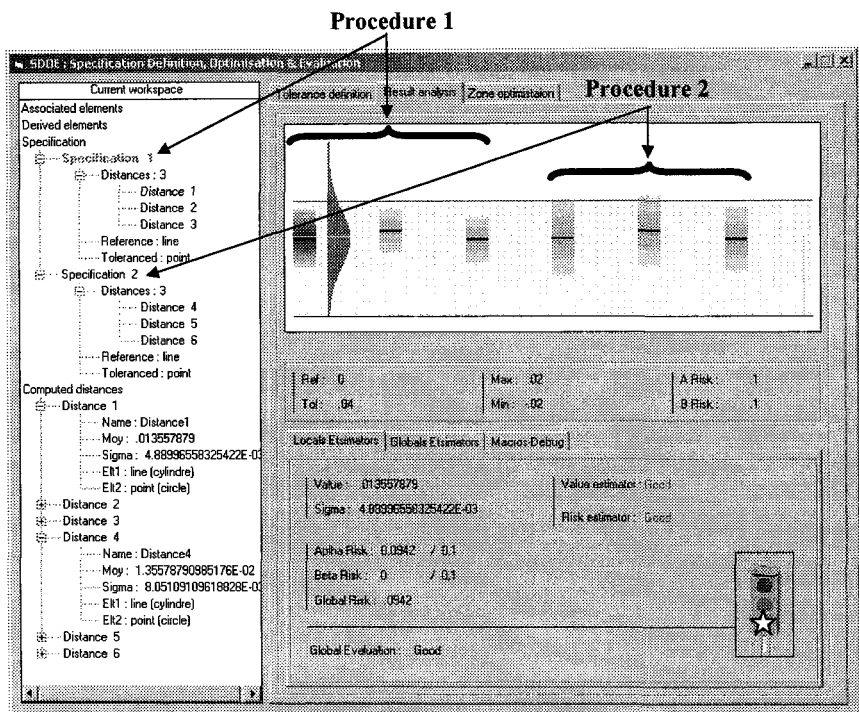 Procedure 1
SDOE : Specification Definition, Optimisation & Evaluation
Current workspace
Associated elements
Derived elements
Specification
Specification 1
Distances : 3
Distance 1
Distance 2
Distance 3
Reference : line
Toleranced : point
Specification 2
Distances : 3
Distance 4
Distance 5
Distance 6
Reference : line
Toleranced : point
Computed distances
Distance 1
Name : Distance1
Moy : .013557879
Sigma : 4.88996558325422E-03
Elt1 : line (cylindre)
Elt2 : point (circle)
Distance 2
Distance 3
Distance 4
Name : Distance4
Moy : 1.35578790985176E-02
Sigma : 8.05109109618828E-03
Elt1 : line (cylindre)
Elt2 : point (circle)
Distance 5
Distance 6
Tolerance definition Result analysis Zone optimistaion
Procedure 2
Ref : 0 Max : .02 A Risk : .1
Tol : .04 Min : -.02 B Risk : .1
Locals Etsimators Globals Etsimators Macros-Debug
Value : .013557879 Value estimator : Good
Sigma : 4.88996558325422E-03 Risk estimator : Good
Aplha Risk : 0.0942 / 0,1
Beta Risk : 0 / 0,1
Global Risk : .0942
Global Evaluation : Good